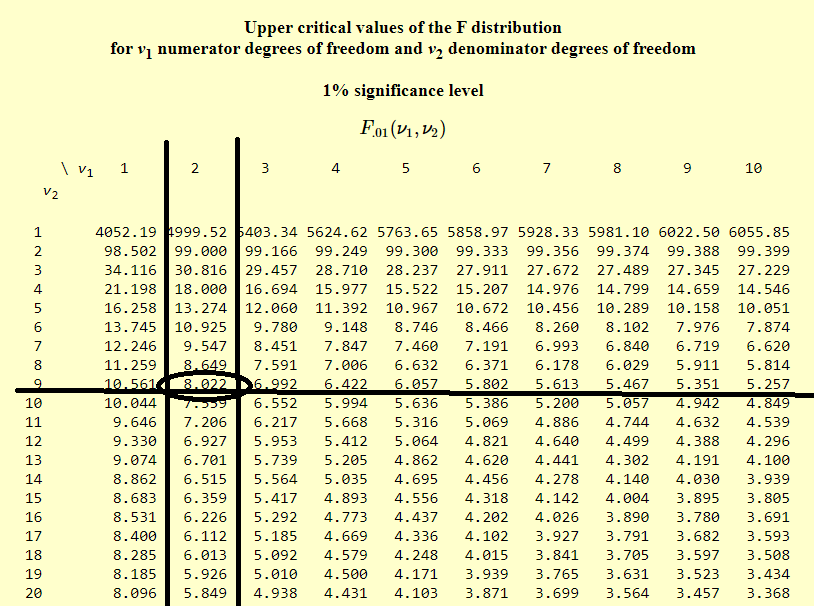 Upper critical values of the F distribution
for ν1 numerator degrees of freedom and ν2 denominator degrees of freedom
1% significance level
F.01(ν1, ν2)
\ ν1 1 2 3 4 5 6 7 8 9 10
ν2
1 4052.19 4999.52 5403.34 5624.62 5763.65 5858.97 5928.33 5981.10 6022.50 6055.85
2 98.502 99.000 99.166 99.249 99.300 99.333 99.356 99.374 99.388 99.399
3 34.116 30.816 29.457 28.710 28.237 27.911 27.672 27.489 27.345 27.229
4 21.198 18.000 16.694 15.977 15.522 15.207 14.976 14.799 14.659 14.546
5 16.258 13.274 12.060 11.392 10.967 10.672 10.456 10.289 10.158 10.051
6 13.745 10.925 9.780 9.148 8.746 8.466 8.260 8.102 7.976 7.874
7 12.246 9.547 8.451 7.847 7.460 7.191 6.993 6.840 6.719 6.620
8 11.259 8.649 7.591 7.006 6.632 6.371 6.178 6.029 5.911 5.814
9 10.561 8.022 6.992 6.422 6.057 5.802 5.613 5.467 5.351 5.257
10 10.044 7.559 6.552 5.994 5.636 5.386 5.200 5.057 4.942 4.849
11 9.646 7.206 6.217 5.668 5.316 5.069 4.886 4.744 4.632 4.539
12 9.330 6.927 5.953 5.412 5.064 4.821 4.640 4.499 4.388 4.296
13 9.074 6.701 5.739 5.205 4.862 4.620 4.441 4.302 4.191 4.100
14 8.862 6.515 5.564 5.035 4.695 4.456 4.278 4.140 4.030 3.939
15 8.683 6.359 5.417 4.893 4.556 4.318 4.142 4.004 3.895 3.805
16 8.531 6.226 5.292 4.773 4.437 4.202 4.026 3.890 3.780 3.691
17 8.400 6.112 5.185 4.669 4.336 4.102 3.927 3.791 3.682 3.593
18 8.285 6.013 5.092 4.579 4.248 4.015 3.841 3.705 3.597 3.508
19 8.185 5.926 5.010 4.500 4.171 3.939 3.765 3.631 3.523 3.434
20 8.096 5.849 4.938 4.431 4.103 3.871 3.699 3.564 3.457 3.368